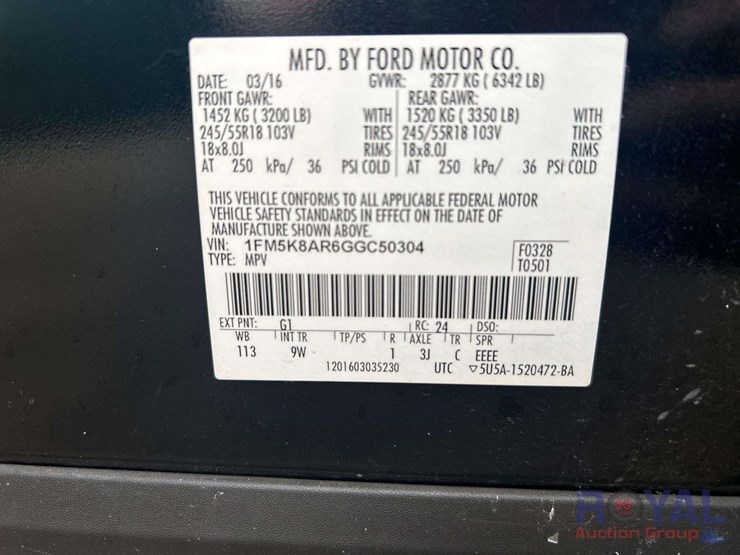 MFD. BY FORD MOTOR CO.
DATE: 03/16 GVWR: 2877 KG ( 6342 LB)
FRONT GAWR: REAR GAWR:
1452 KG ( 3200 LB) WITH 1520 KG ( 3350 LB) WITH
245/55R18 103V TIRES 245/55R18 103V TIRES
18x8.0J RIMS 18x8.0J RIMS
AT 250 kPa/ 36 PSI COLD AT 250 kPa/ 36 PSI COLD
THIS VEHICLE CONFORMS TO ALL APPLICABLE FEDERAL MOTOR
VEHICLE SAFETY STANDARDS IN EFFECT ON THE DATE OF
MANUFACTURE SHOWN ABOVE.
VIN: 1FM5K8AR6GGC50304 F0328
TYPE: MPV T0501
EXT PNT: G1 RC: 24 DSO:
WB INT TR TP/PS R AXLE TR SPR
113 9W 1 3J C EEEE
1201603035230 UTC ▽5U5A-1520472-BA
ROYAL
Auction Group